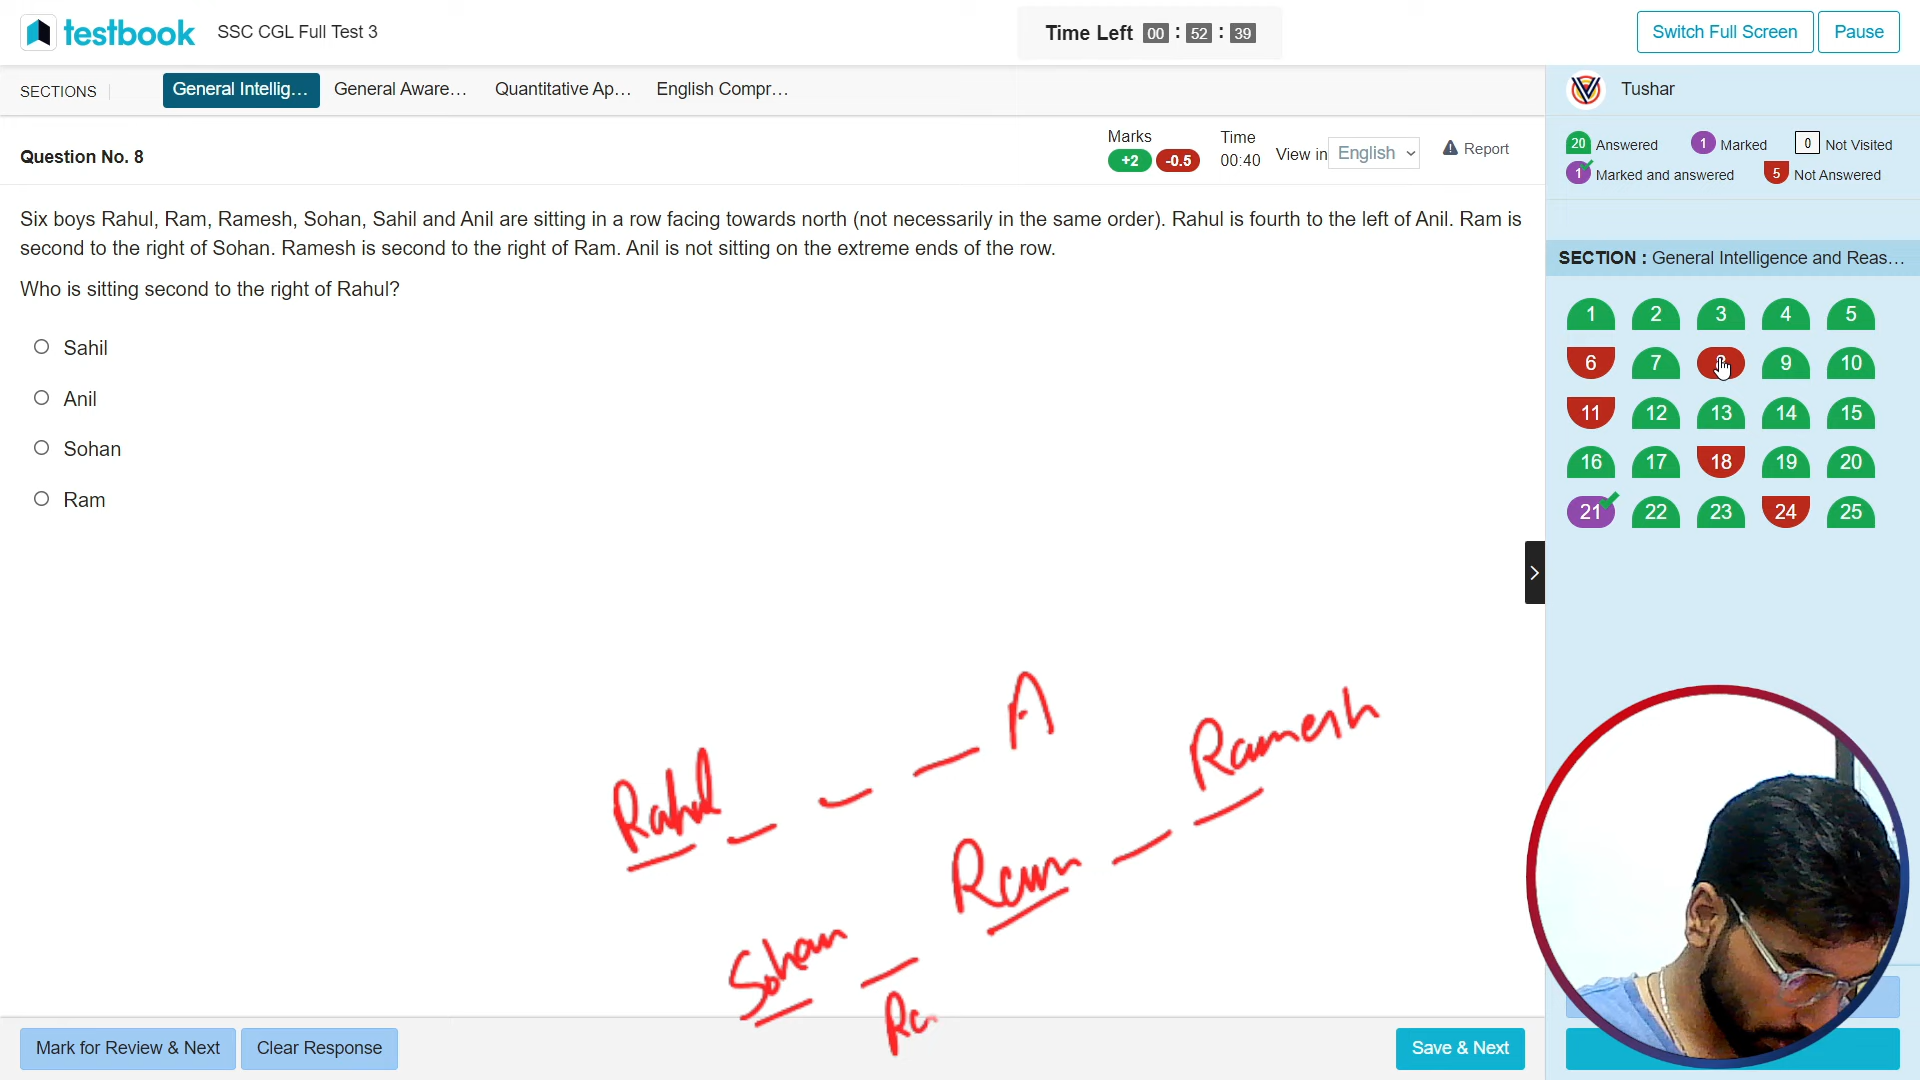 testbook SSC CGL Full Test 3 Time Left 00 : 52 : 39 Switch Full Screen Pause
SECTIONS General Intellig... General Aware... Quantitative Ap... English Compr... Tushar
Question No. 8 Marks +2 -0.5 Time 00:40 View in English Report
20 Answered 1 Marked 0 Not Visited
1 Marked and answered 5 Not Answered
Six boys Rahul, Ram, Ramesh, Sohan, Sahil and Anil are sitting in a row facing towards north (not necessarily in the same order). Rahul is fourth to the left of Anil. Ram is
second to the right of Sohan. Ramesh is second to the right of Ram. Anil is not sitting on the extreme ends of the row.
Who is sitting second to the right of Rahul?
Sahil
Anil
Sohan
Ram
SECTION : General Intelligence and Reas...
1 2 3 4 5
6 7 8 9 10
11 12 13 14 15
16 17 18 19 20
21 22 23 24 25
Rahul A
Sohan Ram Ramesh
Ra
Mark for Review & Next Clear Response Save & Next